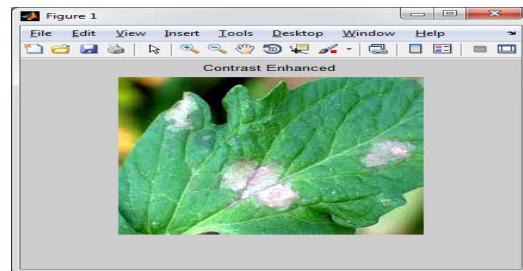 Figure 1
File Edit View Insert Tools Desktop Window Help
Contrast Enhanced